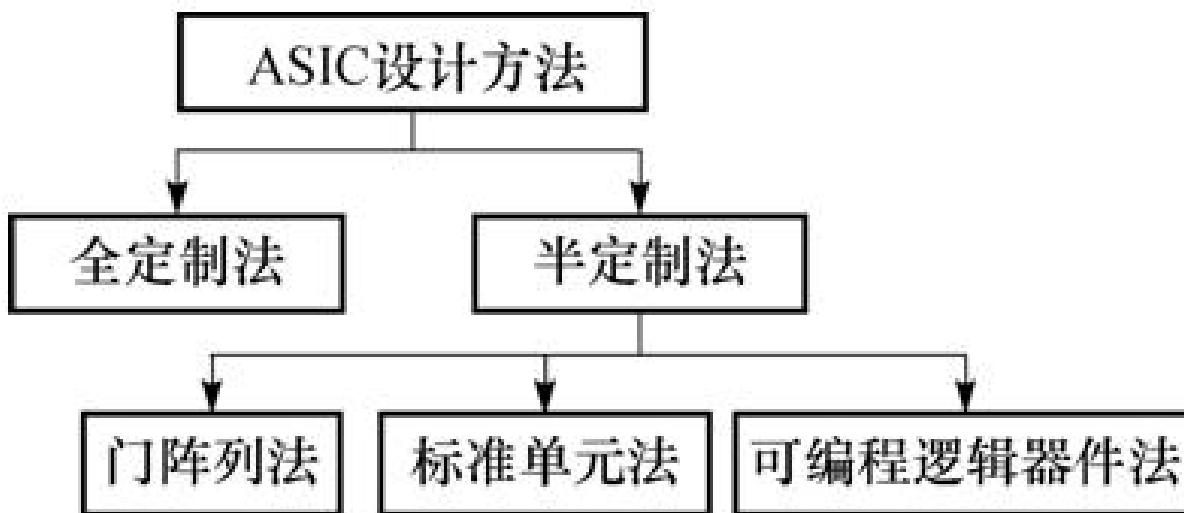 ASIC设计方法
全定制法
半定制法
门阵列法
标准单元法
可编程逻辑器件法